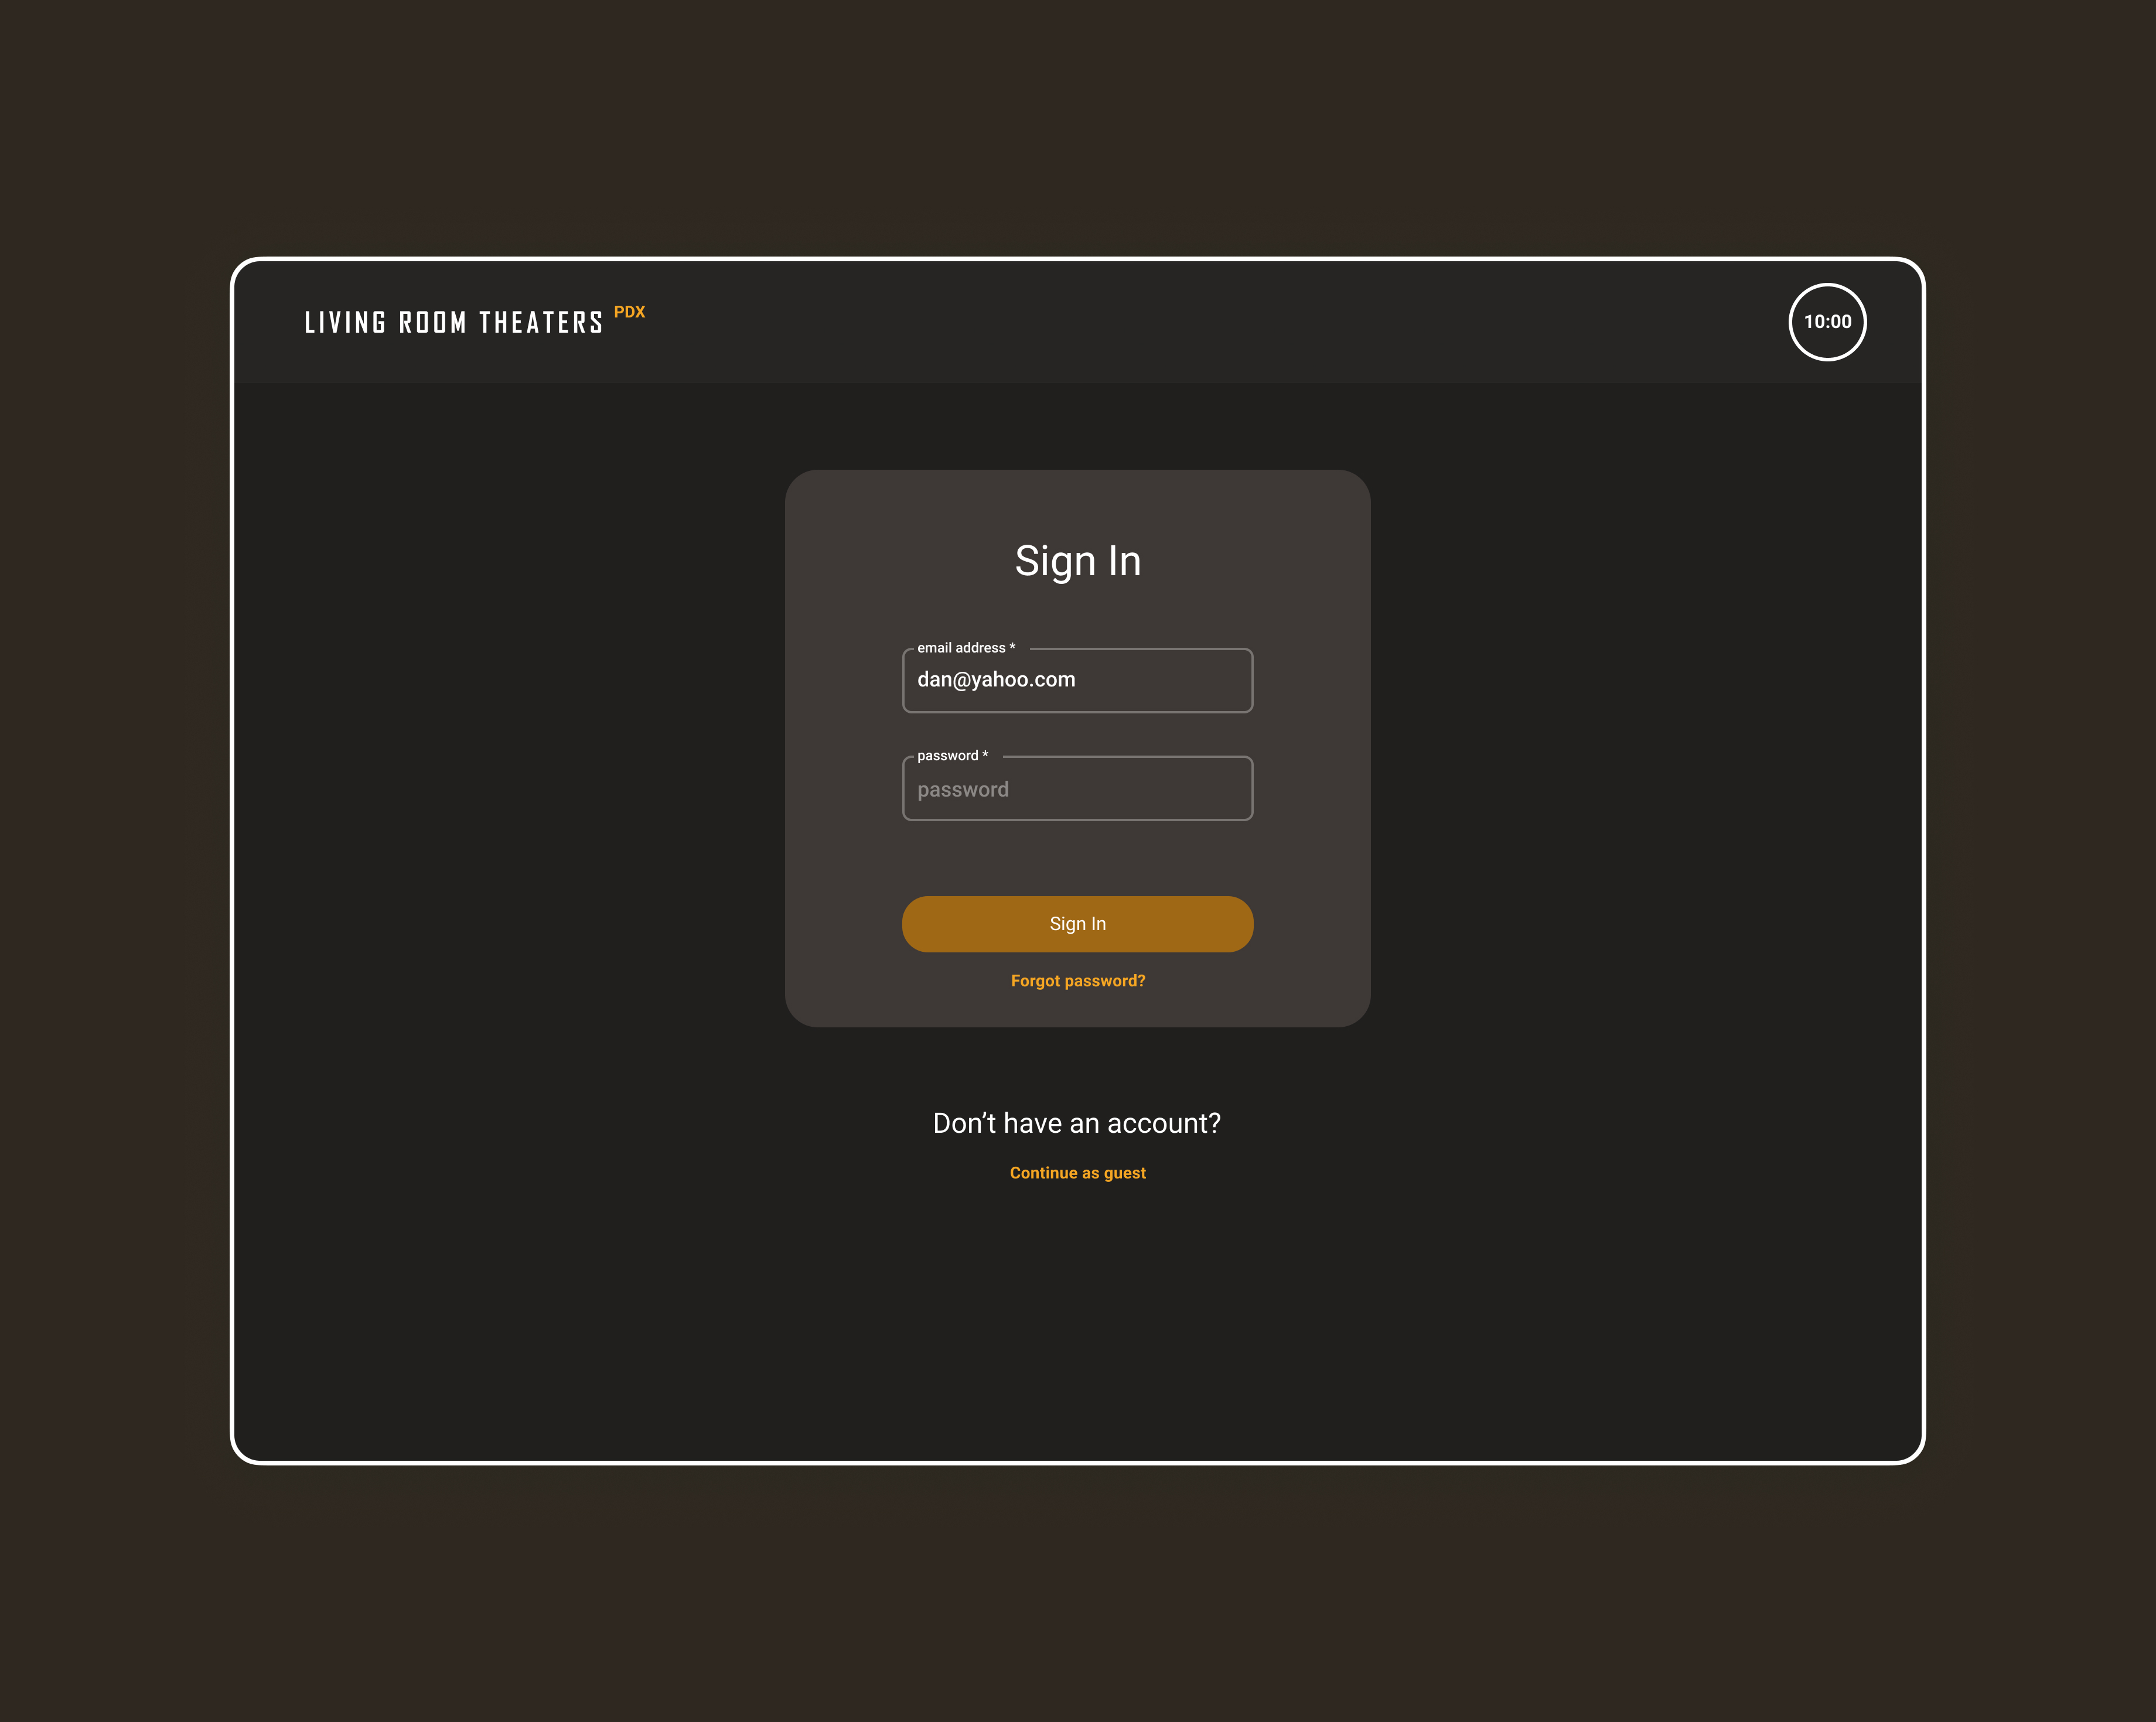 LIVING ROOM THEATERS PDX
10:00
Sign In
email address *
dan@yahoo.com
password *
password
Sign In
Forgot password?
Don’t have an account?
Continue as guest